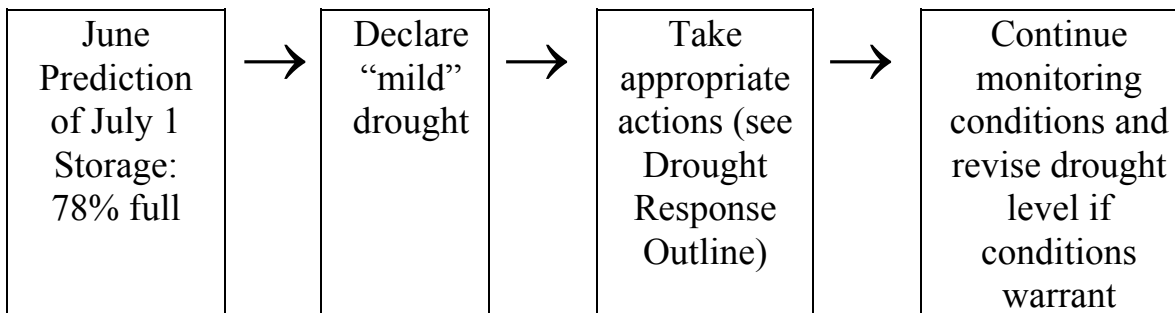 June
Prediction
of July 1
Storage:
78% full
Declare
“mild”
drought
Take
appropriate
actions (see
Drought
Response
Outline)
Continue
monitoring
conditions and
revise drought
level if
conditions
warrant